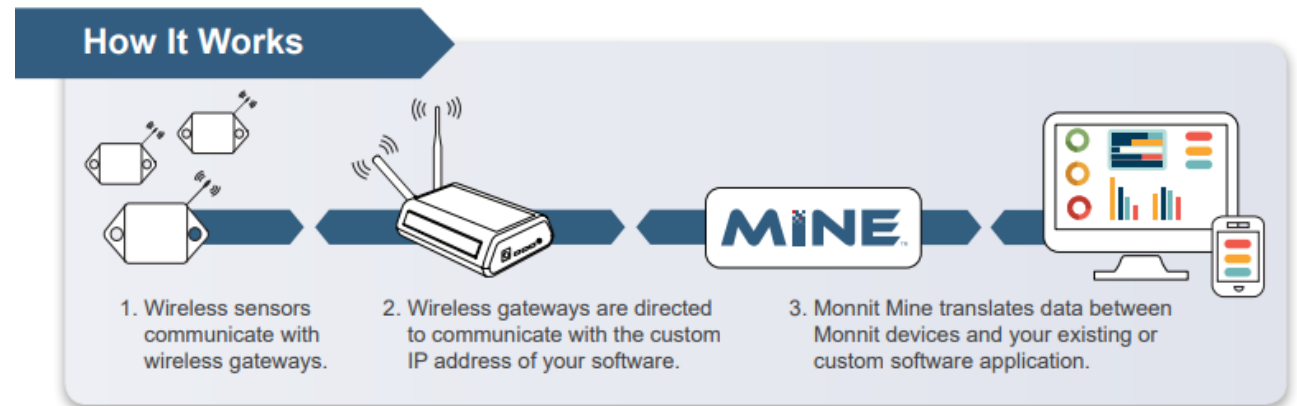 How It Works
MINE™
1. Wireless sensors
communicate with
wireless gateways.
2. Wireless gateways are directed
to communicate with the custom
IP address of your software.
3. Monnit Mine translates data between
Monnit devices and your existing or
custom software application.